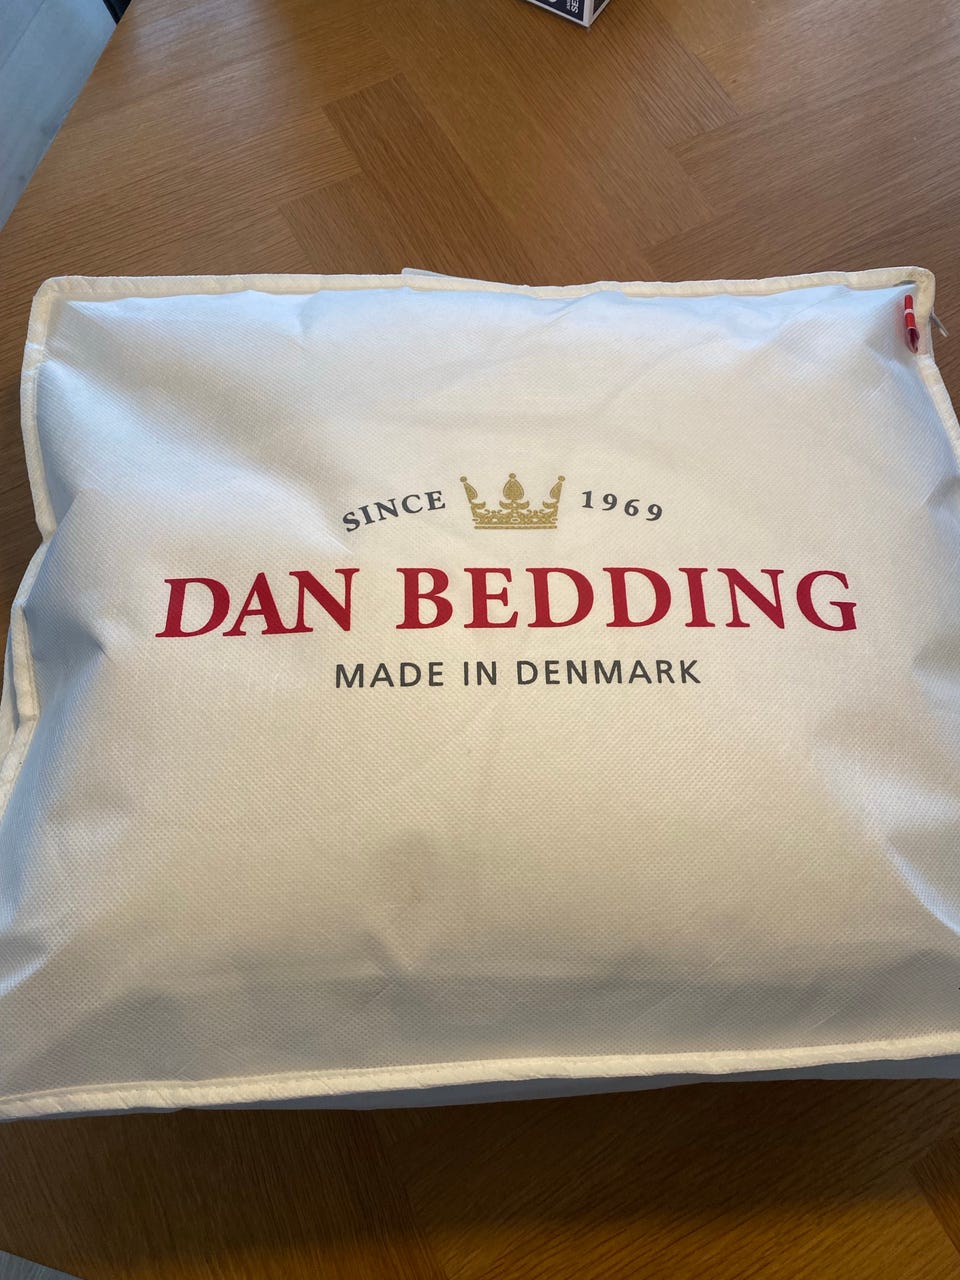 SINCE 1969
DAN BEDDING
MADE IN DENMARK